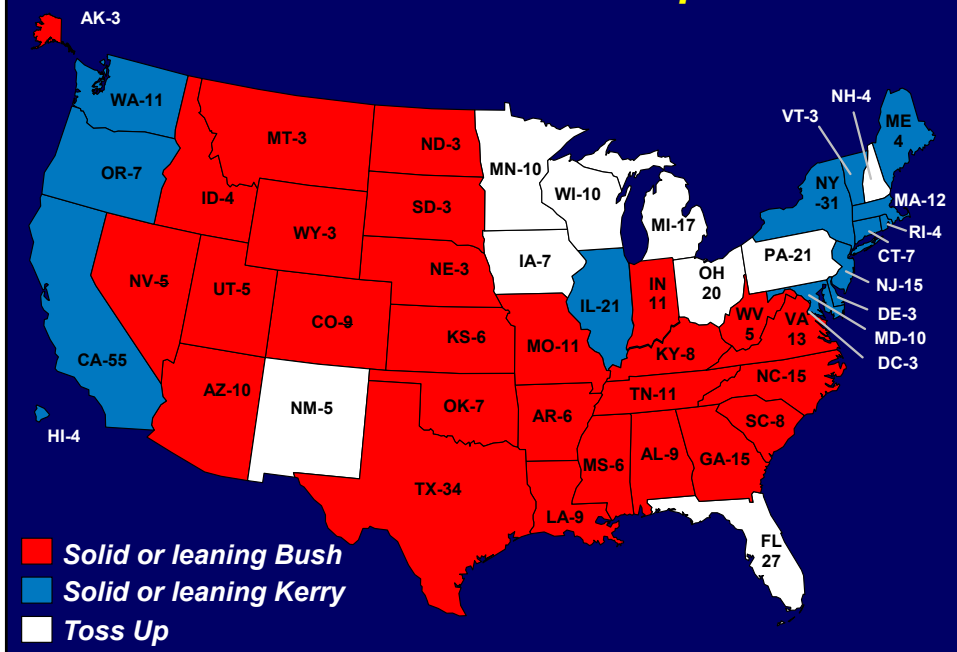 AK-3
WA-11
MT-3
ND-3
MN-10
VT-3
NH-4
ME
4
OR-7
ID-4
SD-3
WI-10
NY
-31
MA-12
WY-3
MI-17
RI-4
NE-3
IA-7
PA-21
CT-7
NV-5
UT-5
OH
20
IN
11
NJ-15
CO-9
IL-21
WV
5
VA
13
DE-3
KS-6
MO-11
MD-10
CA-55
KY-8
DC-3
AZ-10
NM-5
OK-7
TN-11
NC-15
AR-6
SC-8
HI-4
MS-6
AL-9
GA-15
TX-34
LA-9
FL
27
Solid or leaning Bush
Solid or leaning Kerry
Toss Up